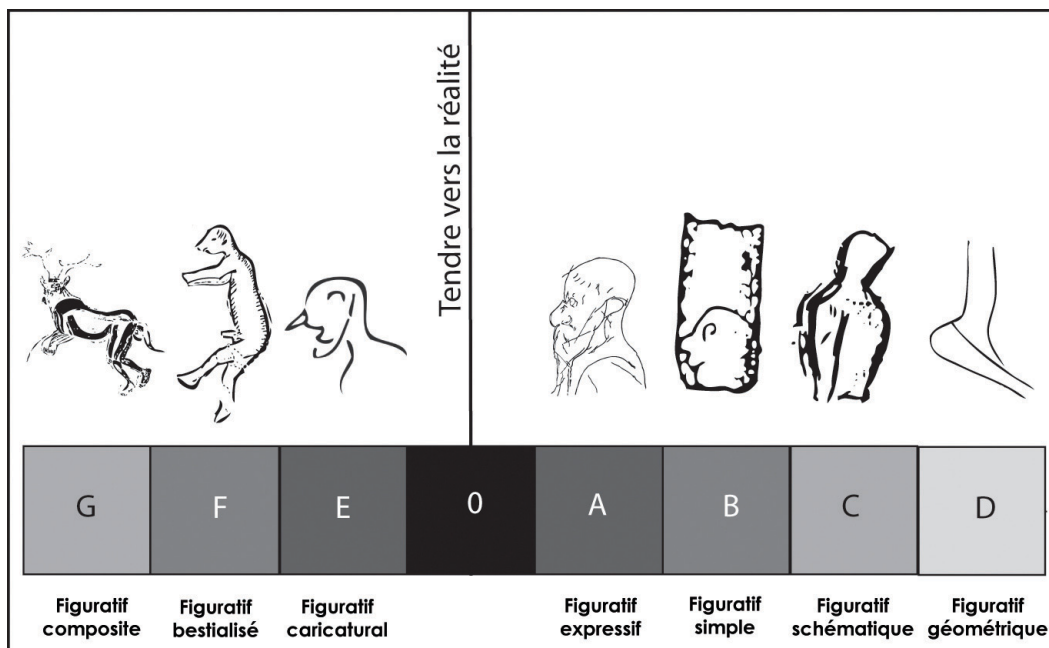 Tendre vers la réalité
G
F
E
0
A
B
C
D
Figuratif
composite
Figuratif
bestialisé
Figuratif
caricatural
Figuratif
expressif
Figuratif
simple
Figuratif
schématique
Figuratif
géométrique